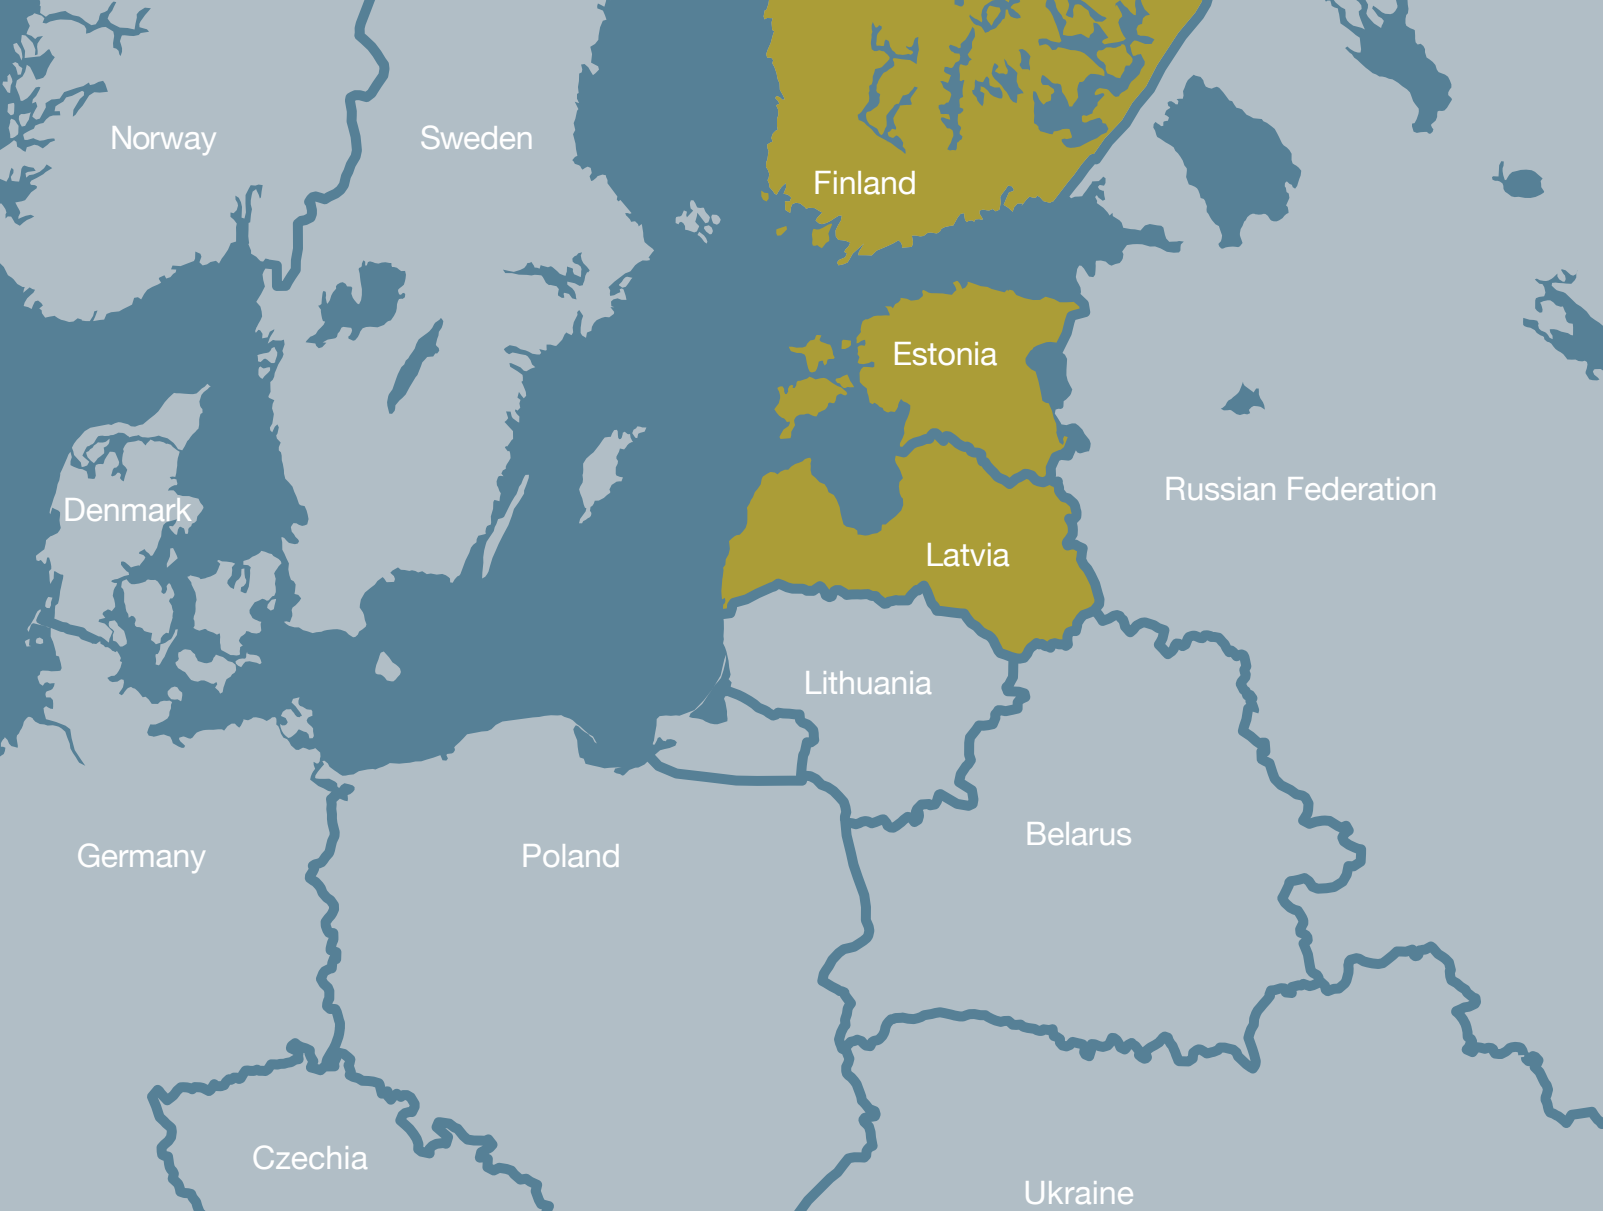 Norway
Sweden
Finland
Estonia
Denmark
Russian Federation
Latvia
Lithuania
Belarus
Germany
Poland
Czechia
Ukraine